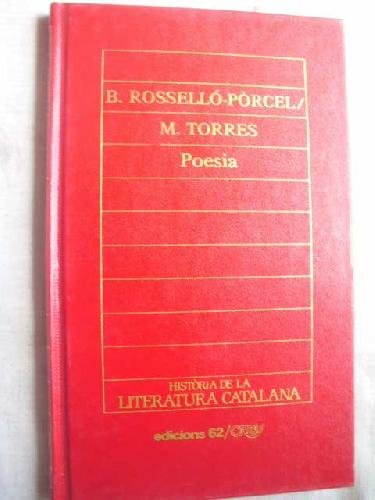 B. ROSSELLÓ-PÒRCEL/
M. TORRES
Poesia
HISTÒRIA DE LA
LITERATURA CATALANA
edicions 62/